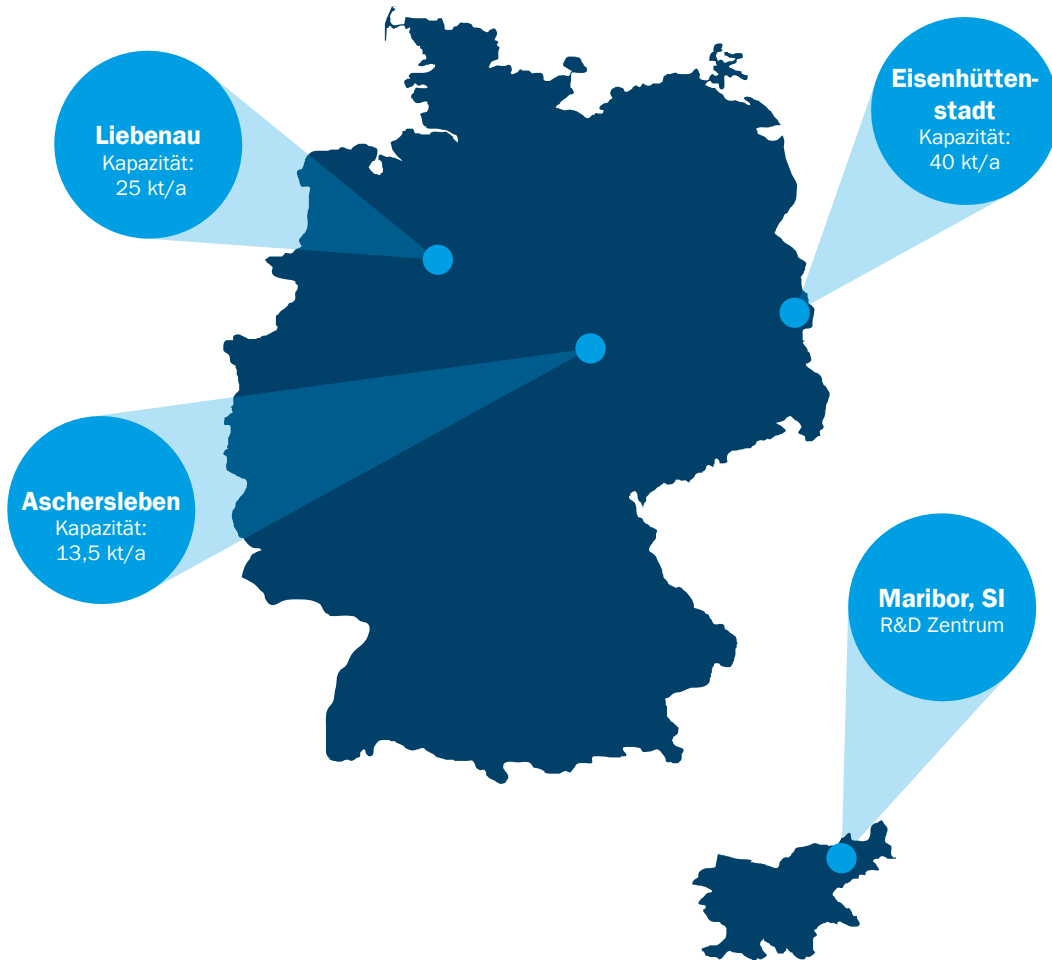 Liebenau
Kapazität:
25 kt/a
Eisenhütten-
stadt
Kapazität:
40 kt/a
Aschersleben
Kapazität:
13,5 kt/a
Maribor, SI
R&D Zentrum